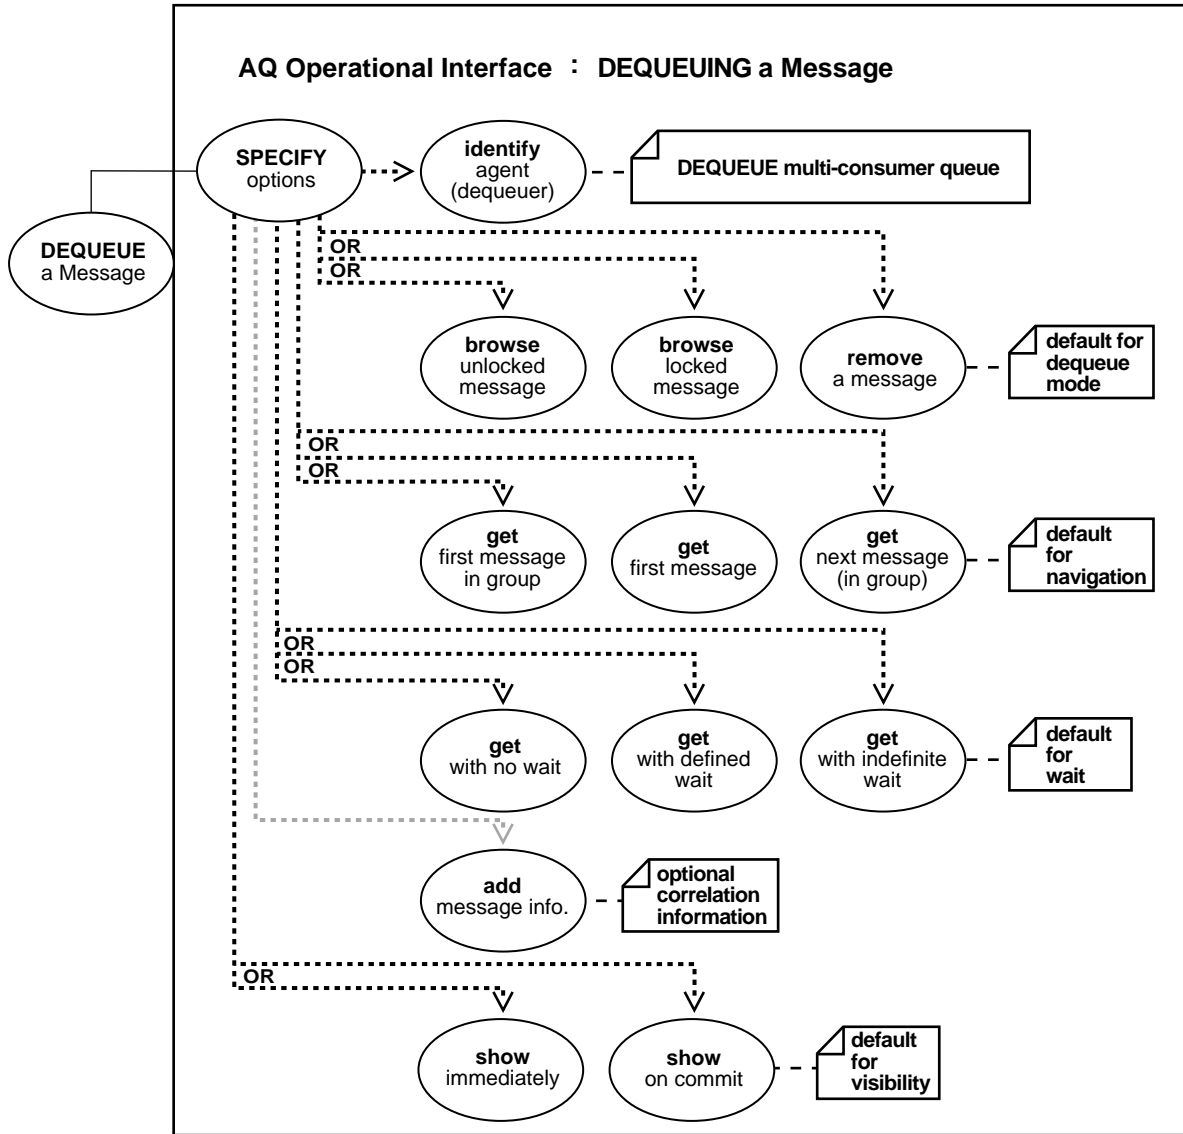 AQ Operational Interface : DEQUEUING a Message
SPECIFY
options
identify
agent
(dequeuer)
DEQUEUE multi-consumer queue
DEQUEUE
a Message
OR
OR
browse
unlocked
message
browse
locked
message
remove
a message
default for
dequeue
mode
OR
OR
get
first message
in group
get
first message
get
next message
(in group)
default
for
navigation
OR
OR
get
with no wait
get
with defined
wait
get
with indefinite
wait
default
for
wait
add
message info.
optional
correlation
information
OR
show
immediately
show
on commit
default
for
visibility